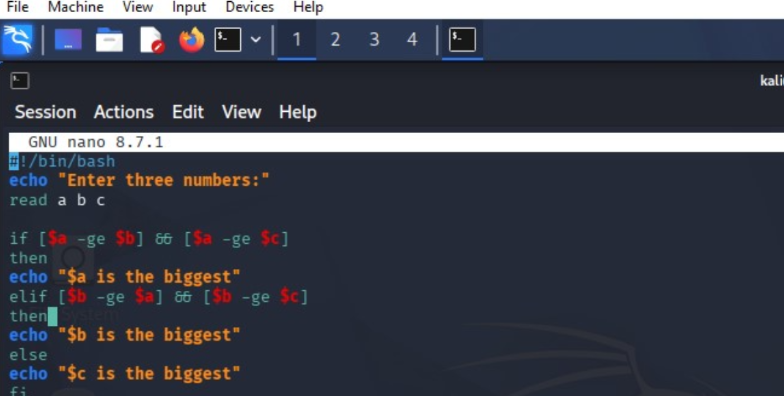 File Machine View Input Devices Help
1 2 3 4
kali
Session Actions Edit View Help
GNU nano 8.7.1
#!/bin/bash
echo "Enter three numbers:"
read a b c
if [$a -ge $b] && [$a -ge $c]
then
echo "$a is the biggest"
elif [$b -ge $a] && [$b -ge $c]
then
echo "$b is the biggest"
else
echo "$c is the biggest"
fi